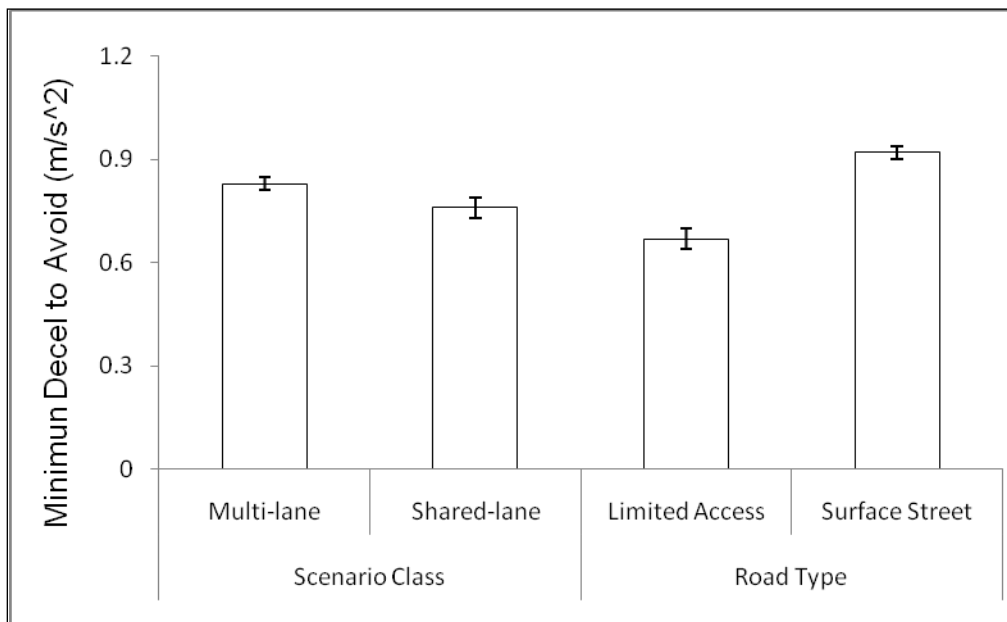 Minimun Decel to Avoid (m/s^2)
1.2
0.9
0.6
0.3
0
Multi-lane
Shared-lane
Limited Access
Surface Street
Scenario Class
Road Type